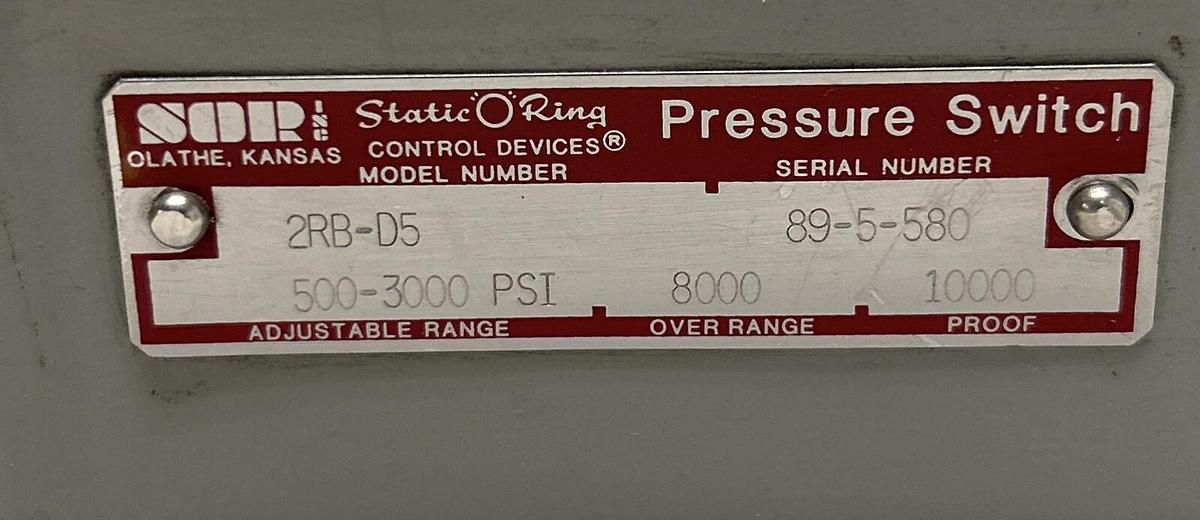 SOR INC Static "O" Ring Pressure Switch
OLATHE, KANSAS CONTROL DEVICES®
MODEL NUMBER SERIAL NUMBER
2RB-D5 89-5-580
500-3000 PSI 8000 10000
ADJUSTABLE RANGE OVER RANGE PROOF